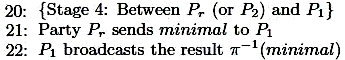 20: {Stage 4: Between P_r (or P_2) and P_1}
21: Party P_r sends minimal to P_1
22: P_1 broadcasts the result π^{-1}(minimal)